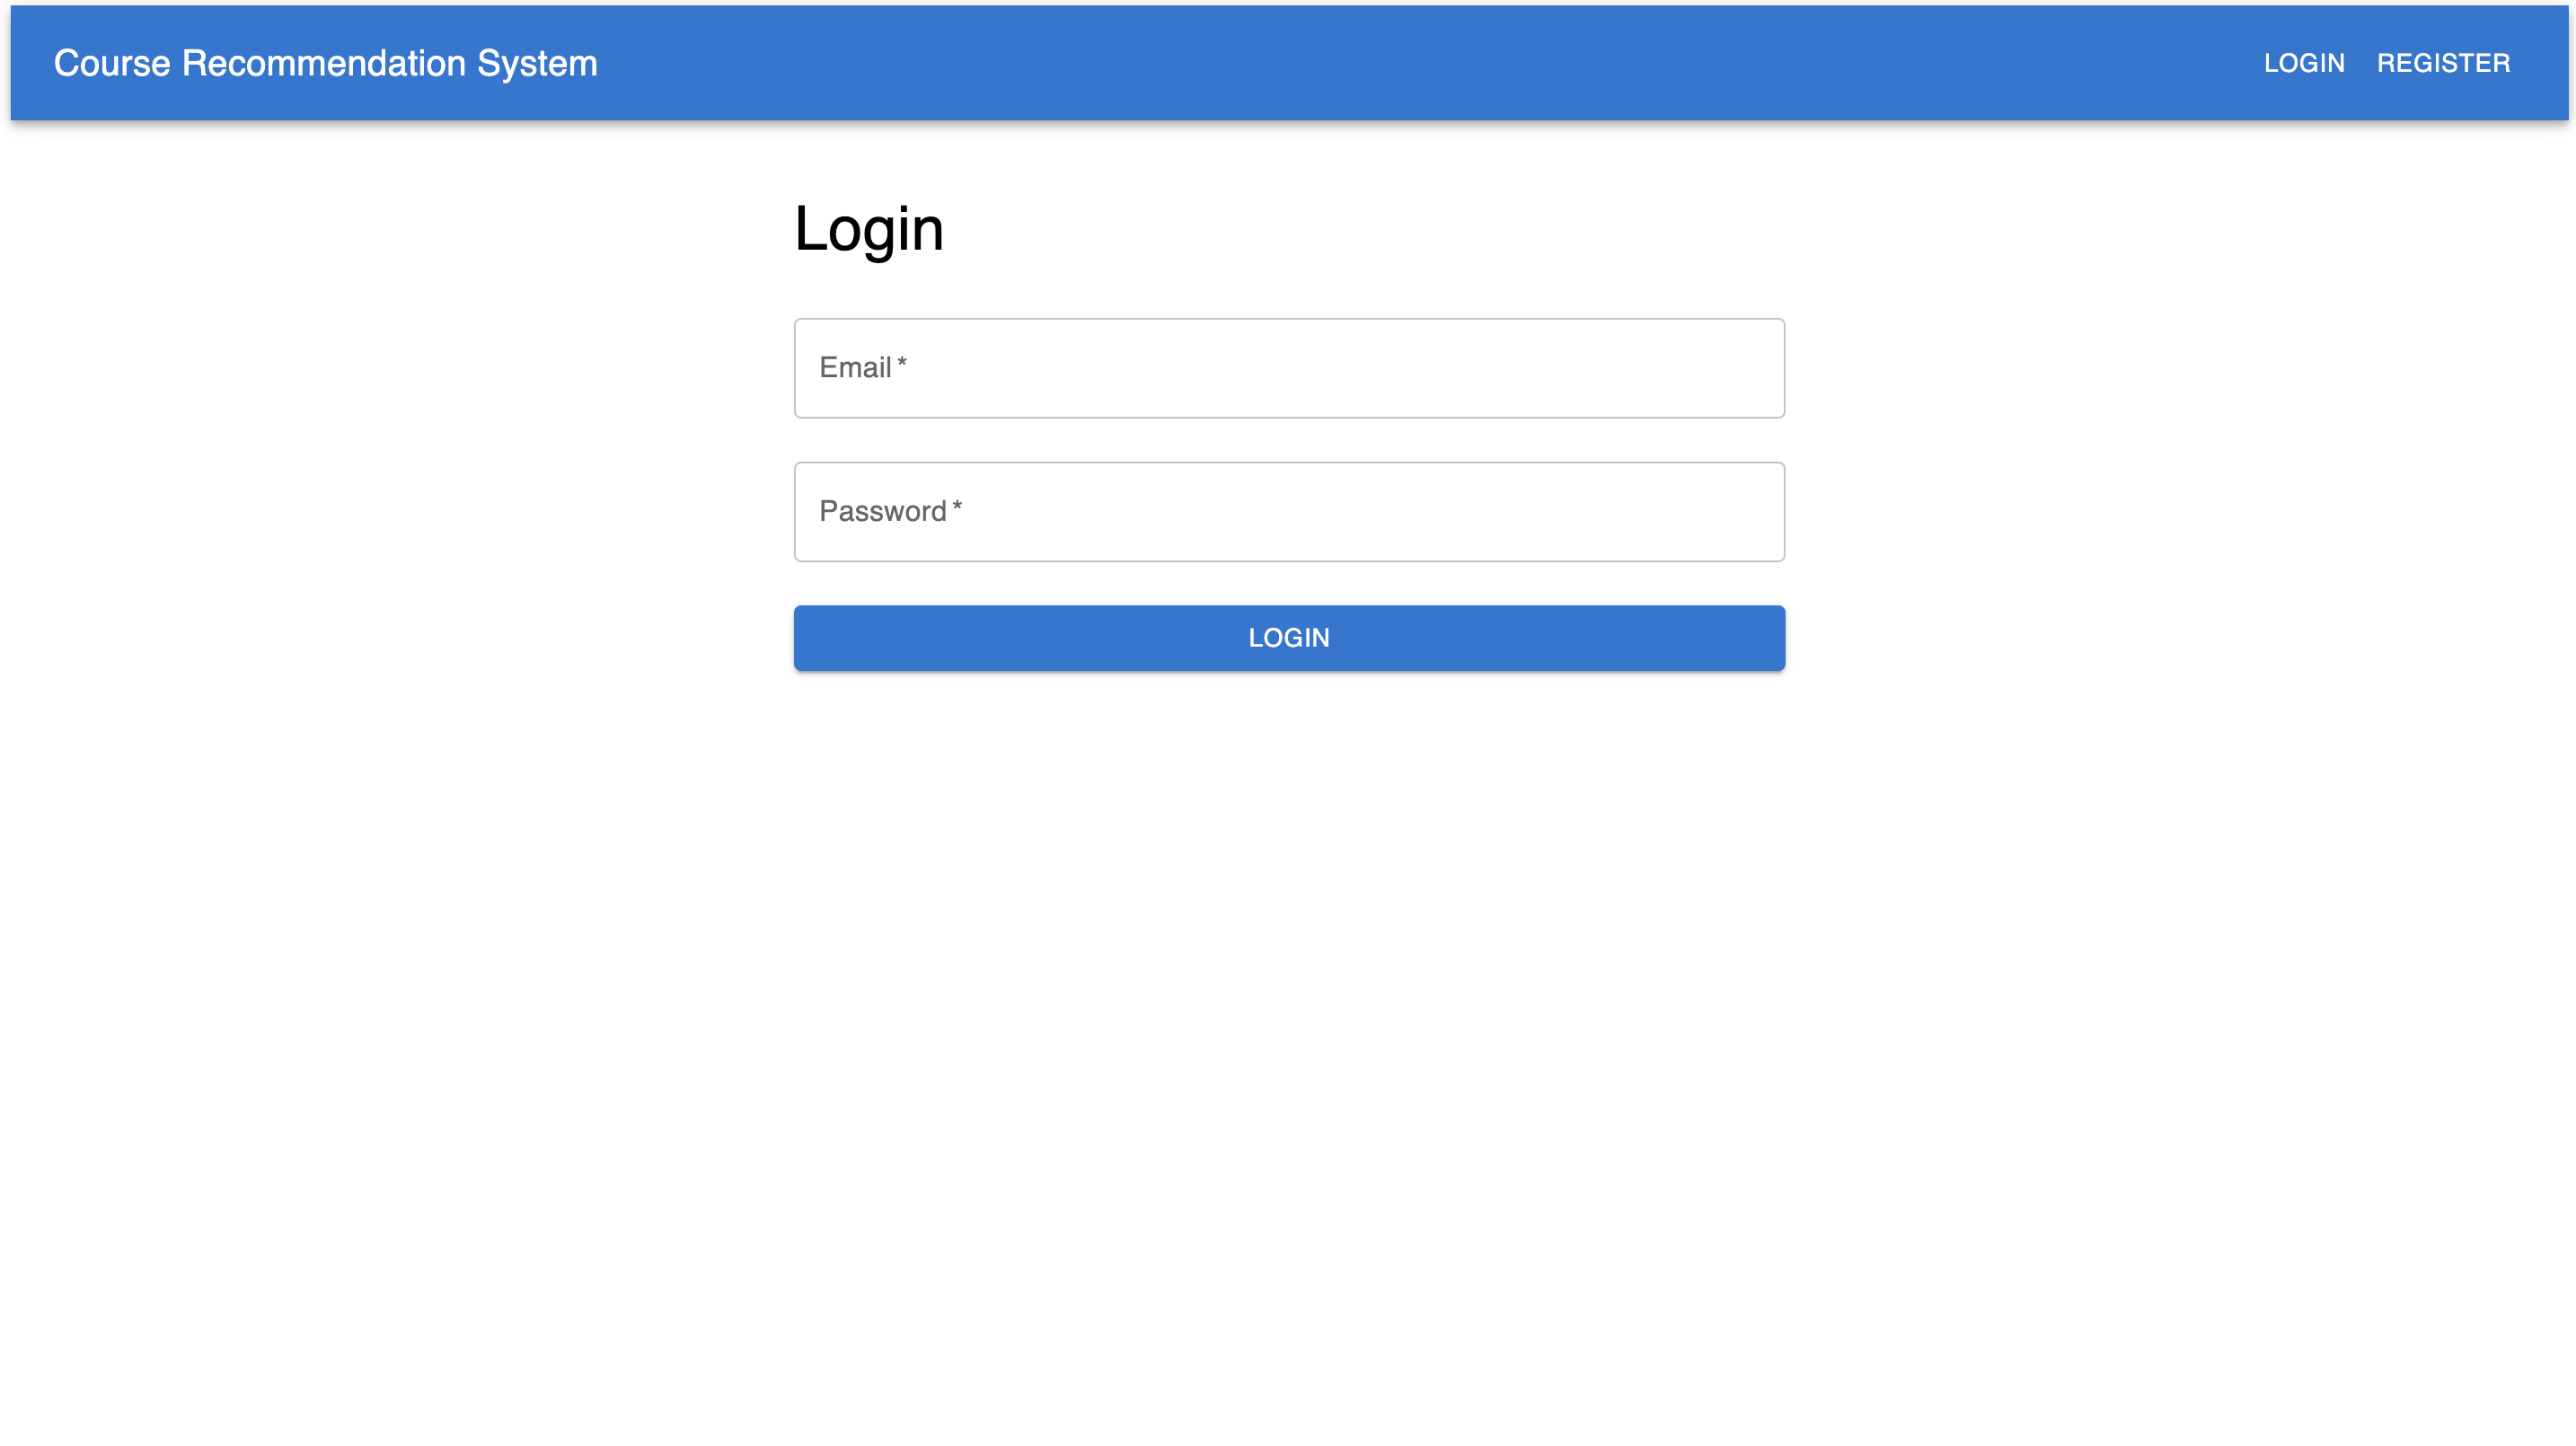 Course Recommendation System LOGIN REGISTER
Login
Email *
Password *
LOGIN